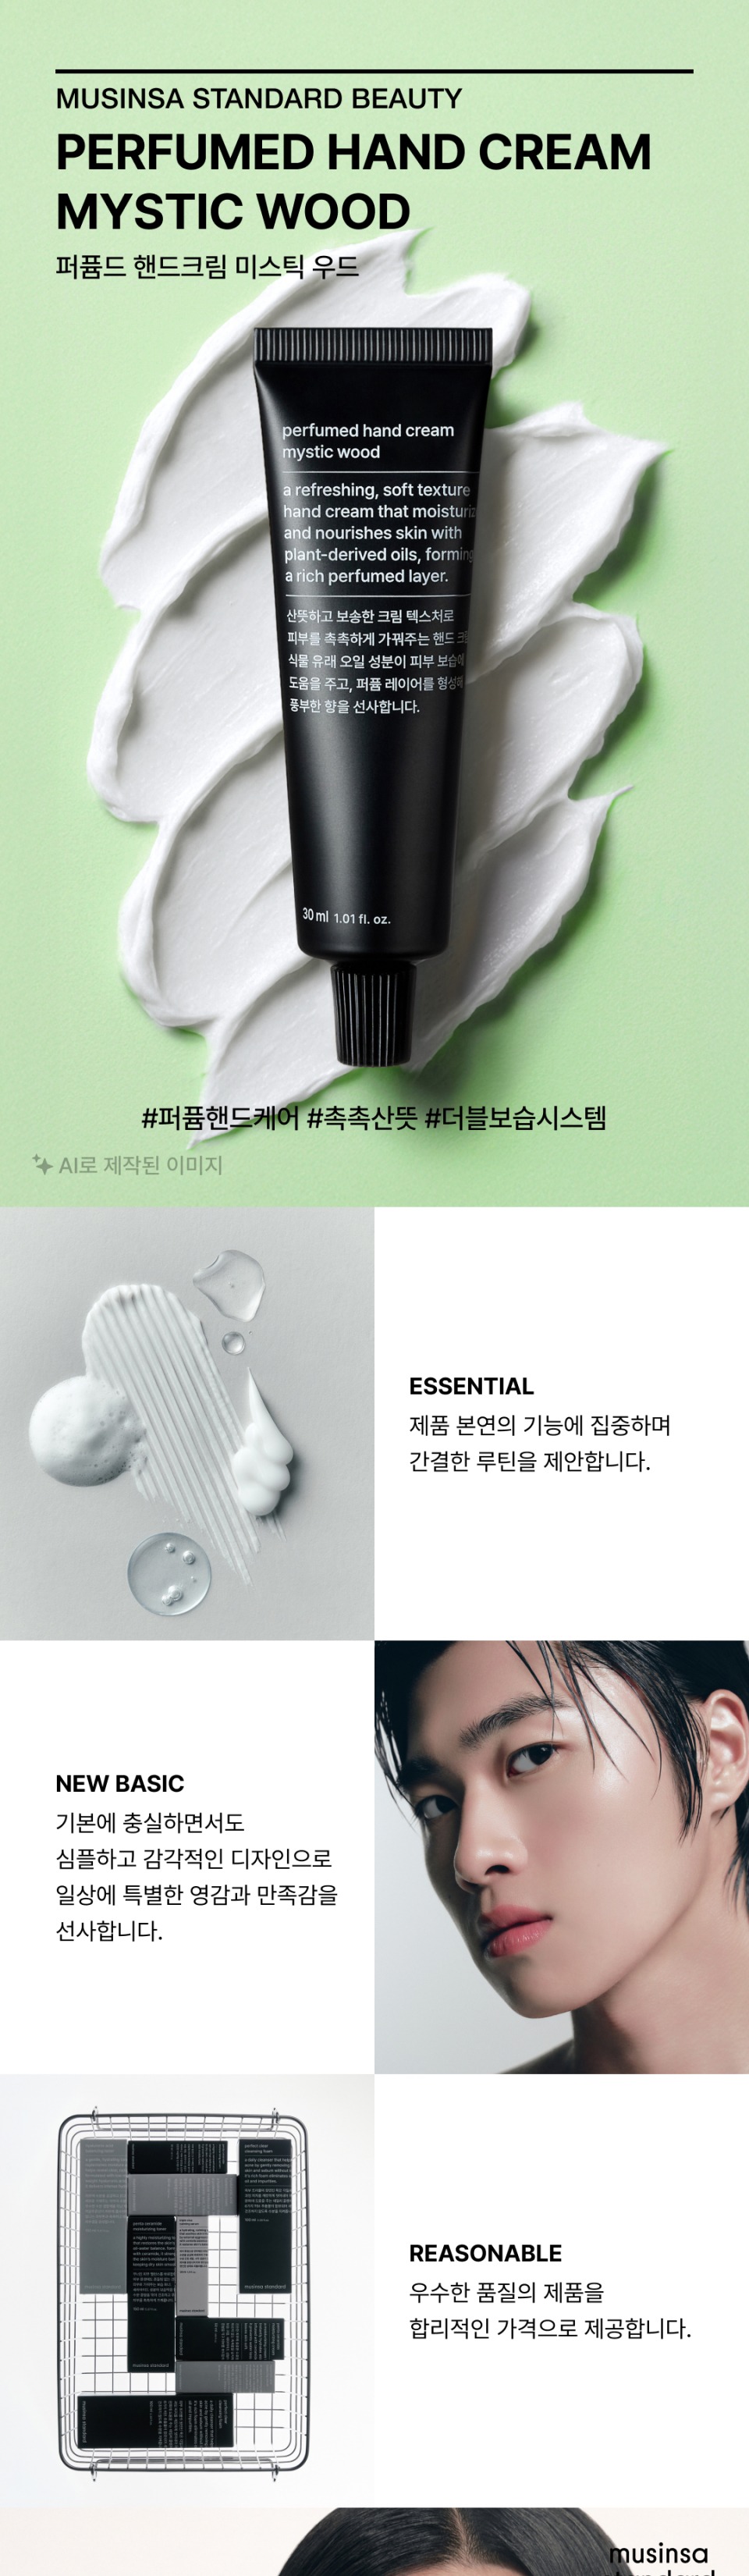 MUSINSA STANDARD BEAUTY
PERFUMED HAND CREAM
MYSTIC WOOD
퍼퓸드 핸드크림 미스틱 우드
perfumed hand cream
mystic wood
a refreshing, soft texture
hand cream that
and nourishes skin with
plant-derived oils, forming
a rich perfumed layer.
산뜻하고 보송한 크림 텍스처로
피부를 촉촉하게 가꿔주는 핸드
식물 유래 오일 성분이 피부 보습에
도움을 주고, 퍼퓸 레이어를
풍부한 향을 선사합니다.
30 ml 1.01 fl. oz.
#퍼퓸핸드케어 #촉촉산뜻 #더블보습시스템
AI로 제작된 이미지
ESSENTIAL
제품 본연의 기능에 집중하며
간결한 루틴을 제안합니다.
NEW BASIC
기본에 충실하면서도
심플하고 감각적인 디자인으로
일상에 특별한 영감과 만족감을
선사합니다.
perfect clear
cleansing foam
musinsa standard
musinsa standard
REASONABLE
우수한 품질의 제품을
합리적인 가격으로 제공합니다.
musinsa